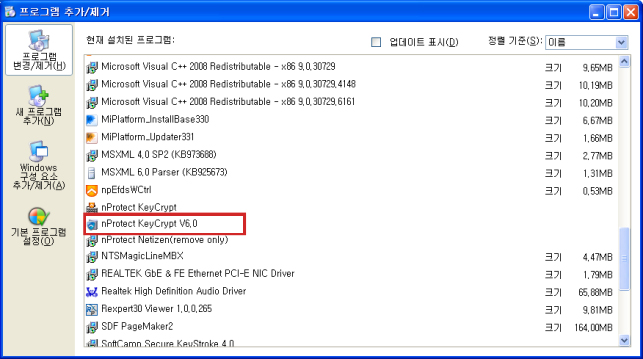 프로그램 추가/제거
현재 설치된 프로그램:
업데이트 표시(D)
정렬 기준(S): 이름
프로그램
변경/제거(H)
새 프로그램
추가(N)
Windows
구성 요소
추가/제거(A)
기본 프로그램
설정(O)
Microsoft Visual C++ 2008 Redistributable - x86 9,0,30729 크기 9,65MB
Microsoft Visual C++ 2008 Redistributable - x86 9,0,30729,4148 크기 10,19MB
Microsoft Visual C++ 2008 Redistributable - x86 9,0,30729,6161 크기 10,20MB
MiPlatform_InstallBase330 크기 6,67MB
MiPlatform_Updater331 크기 1,66MB
MSXML 4,0 SP2 (KB973688) 크기 2,77MB
MSXML 6,0 Parser (KB925673) 크기 1,31MB
npEfdsWCtrl 크기 0,53MB
nProtect KeyCrypt
nProtect KeyCrypt V6,0
nProtect Netizen(remove only)
NTSMagicLineMBX 크기 4,47MB
REALTEK GbE & FE Ethernet PCI-E NIC Driver 크기 1,79MB
Realtek High Definition Audio Driver 크기 65,88MB
Rexpert30 Viewer 1,0,0,265 크기 9,81MB
SDF PageMaker2 크기 164,00MB
SoftCamp Secure KeyStroke 4,0